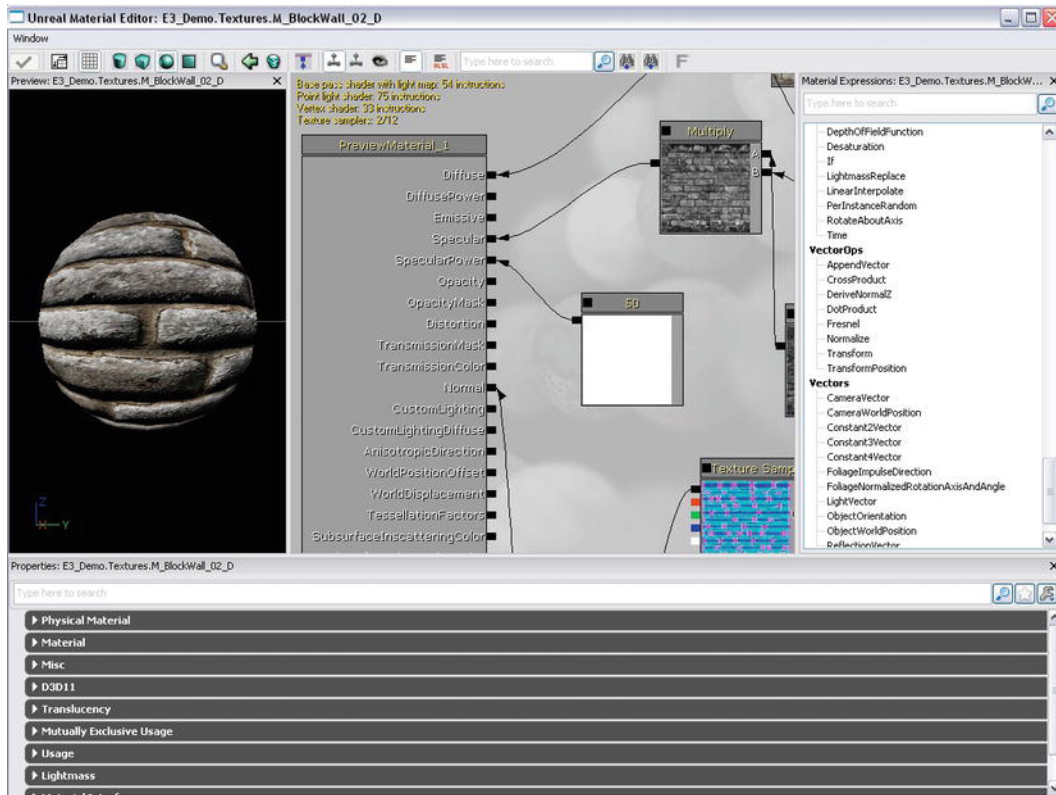 Unreal Material Editor: E3_Demo.Textures.M_BlockWall_02_D
Window
Type here to search
F
Preview: E3_Demo.Textures.M_BlockWall_02_D
Base pass shader with light map: 54 instructions
Point light shader: 75 instructions
Vertex shader: 33 instructions
Texture samplers: 2/12
PreviewMaterial_1
Diffuse
DiffusePower
Emissive
Specular
SpecularPower
Opacity
OpacityMask
Distortion
TransmissionMask
TransmissionColor
Normal
CustomLighting
CustomLightingDiffuse
AnisotropicDirection
WorldPositionOffset
WorldDisplacement
TessellationFactors
SubsurfaceInscatteringColor
Multiply
A
B
50
Texture Samp
Z
X
Y
Material Expressions: E3_Demo.Textures.M_BlockW...
Type here to search
DepthOfFieldFunction
Desaturation
If
LightmassReplace
LinearInterpolate
PerInstanceRandom
RotateAboutAxis
Time
VectorOps
AppendVector
CrossProduct
DeriveNormalZ
DotProduct
Fresnel
Normalize
Transform
TransformPosition
Vectors
CameraVector
CameraWorldPosition
Constant2Vector
Constant3Vector
Constant4Vector
FoliageImpulseDirection
FoliageNormalizedRotationAxisAndAngle
LightVector
ObjectOrientation
ObjectWorldPosition
ReflectionVector
Properties: E3_Demo.Textures.M_BlockWall_02_D
Type here to search
Physical Material
Material
Misc
D3D11
Translucency
Mutually Exclusive Usage
Usage
Lightmass